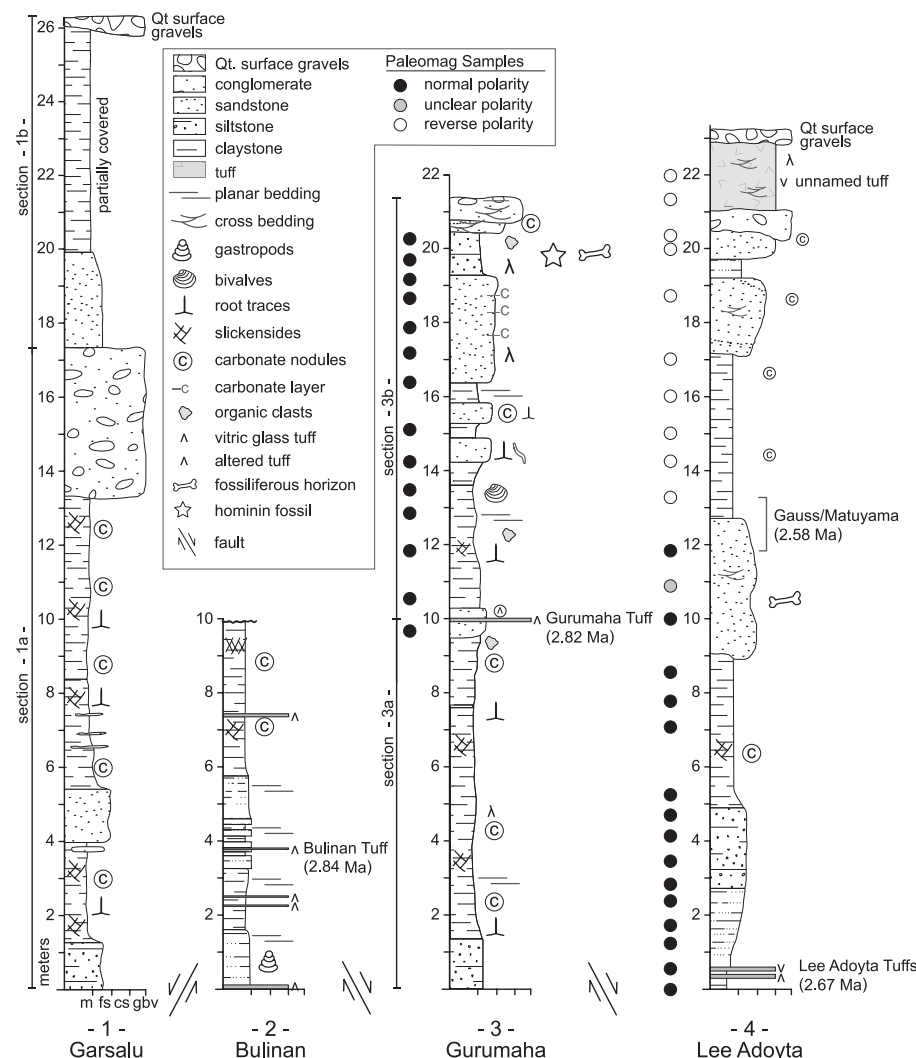 Qt surface
gravels
26
24
22
20
18
16
14
12
10
8
6
4
2
meters
section - 1b
section - 1a
partially covered
C
C
C
C
C
m fs cs gbv
- 1 -
Garsalu
Qt. surface gravels
conglomerate
sandstone
siltstone
claystone
tuff
planar bedding
cross bedding
gastropods
bivalves
root traces
slickensides
C carbonate nodules
c carbonate layer
organic clasts
vitric glass tuff
altered tuff
fossiliferous horizon
hominin fossil
fault
Paleomag Samples
normal polarity
unclear polarity
reverse polarity
10
8
6
4
2
C
C
Bulinan Tuff
(2.84 Ma)
- 2 -
Bulinan
section - 3b
section - 3a
22
20
18
16
14
12
10
8
6
4
2
C
C
C
C
C
Gurumaha Tuff
(2.82 Ma)
C
C
C
- 3 -
Gurumaha
Qt surface
gravels
22
20
18
16
14
12
10
8
6
4
2
unnamed tuff
C
C
C
C
Gauss/Matuyama
(2.58 Ma)
C
Lee Adoyta Tuffs
(2.67 Ma)
- 4 -
Lee Adoyta